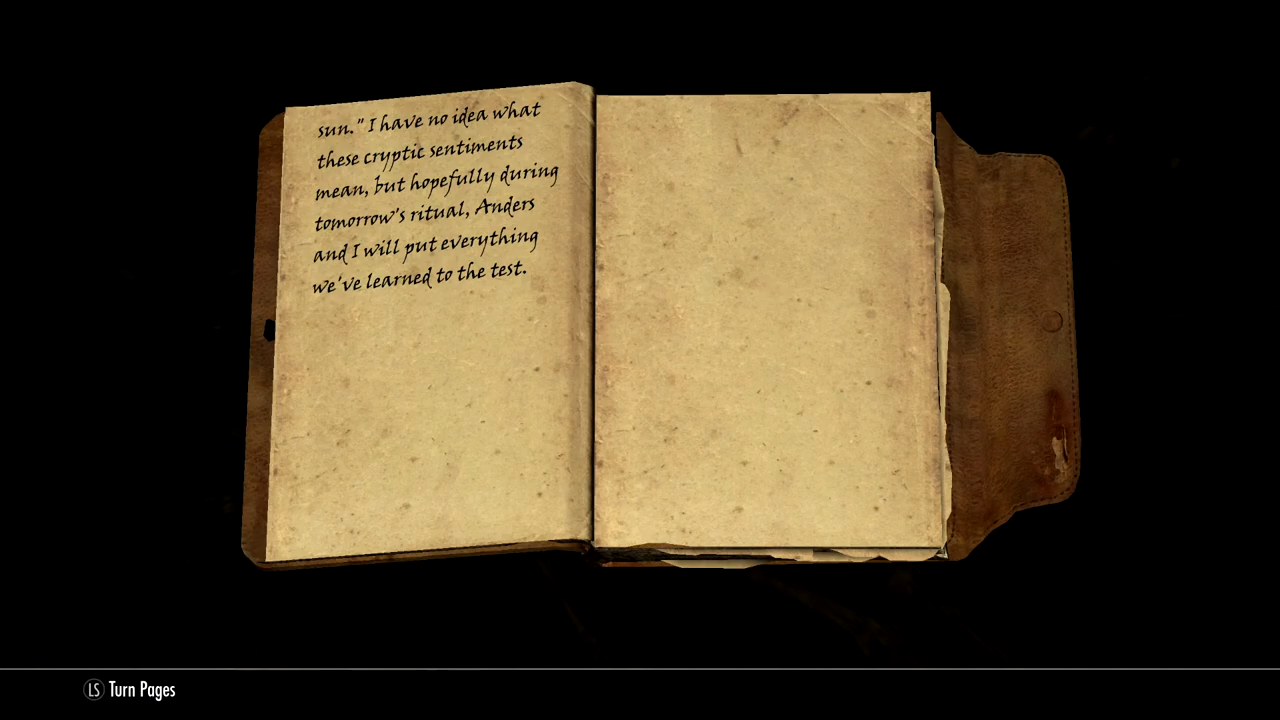 sun." I have no idea what
these cryptic sentiments
mean, but hopefully during
tomorrow's ritual, Anders
and I will put everything
we've learned to the test.
LS Turn Pages